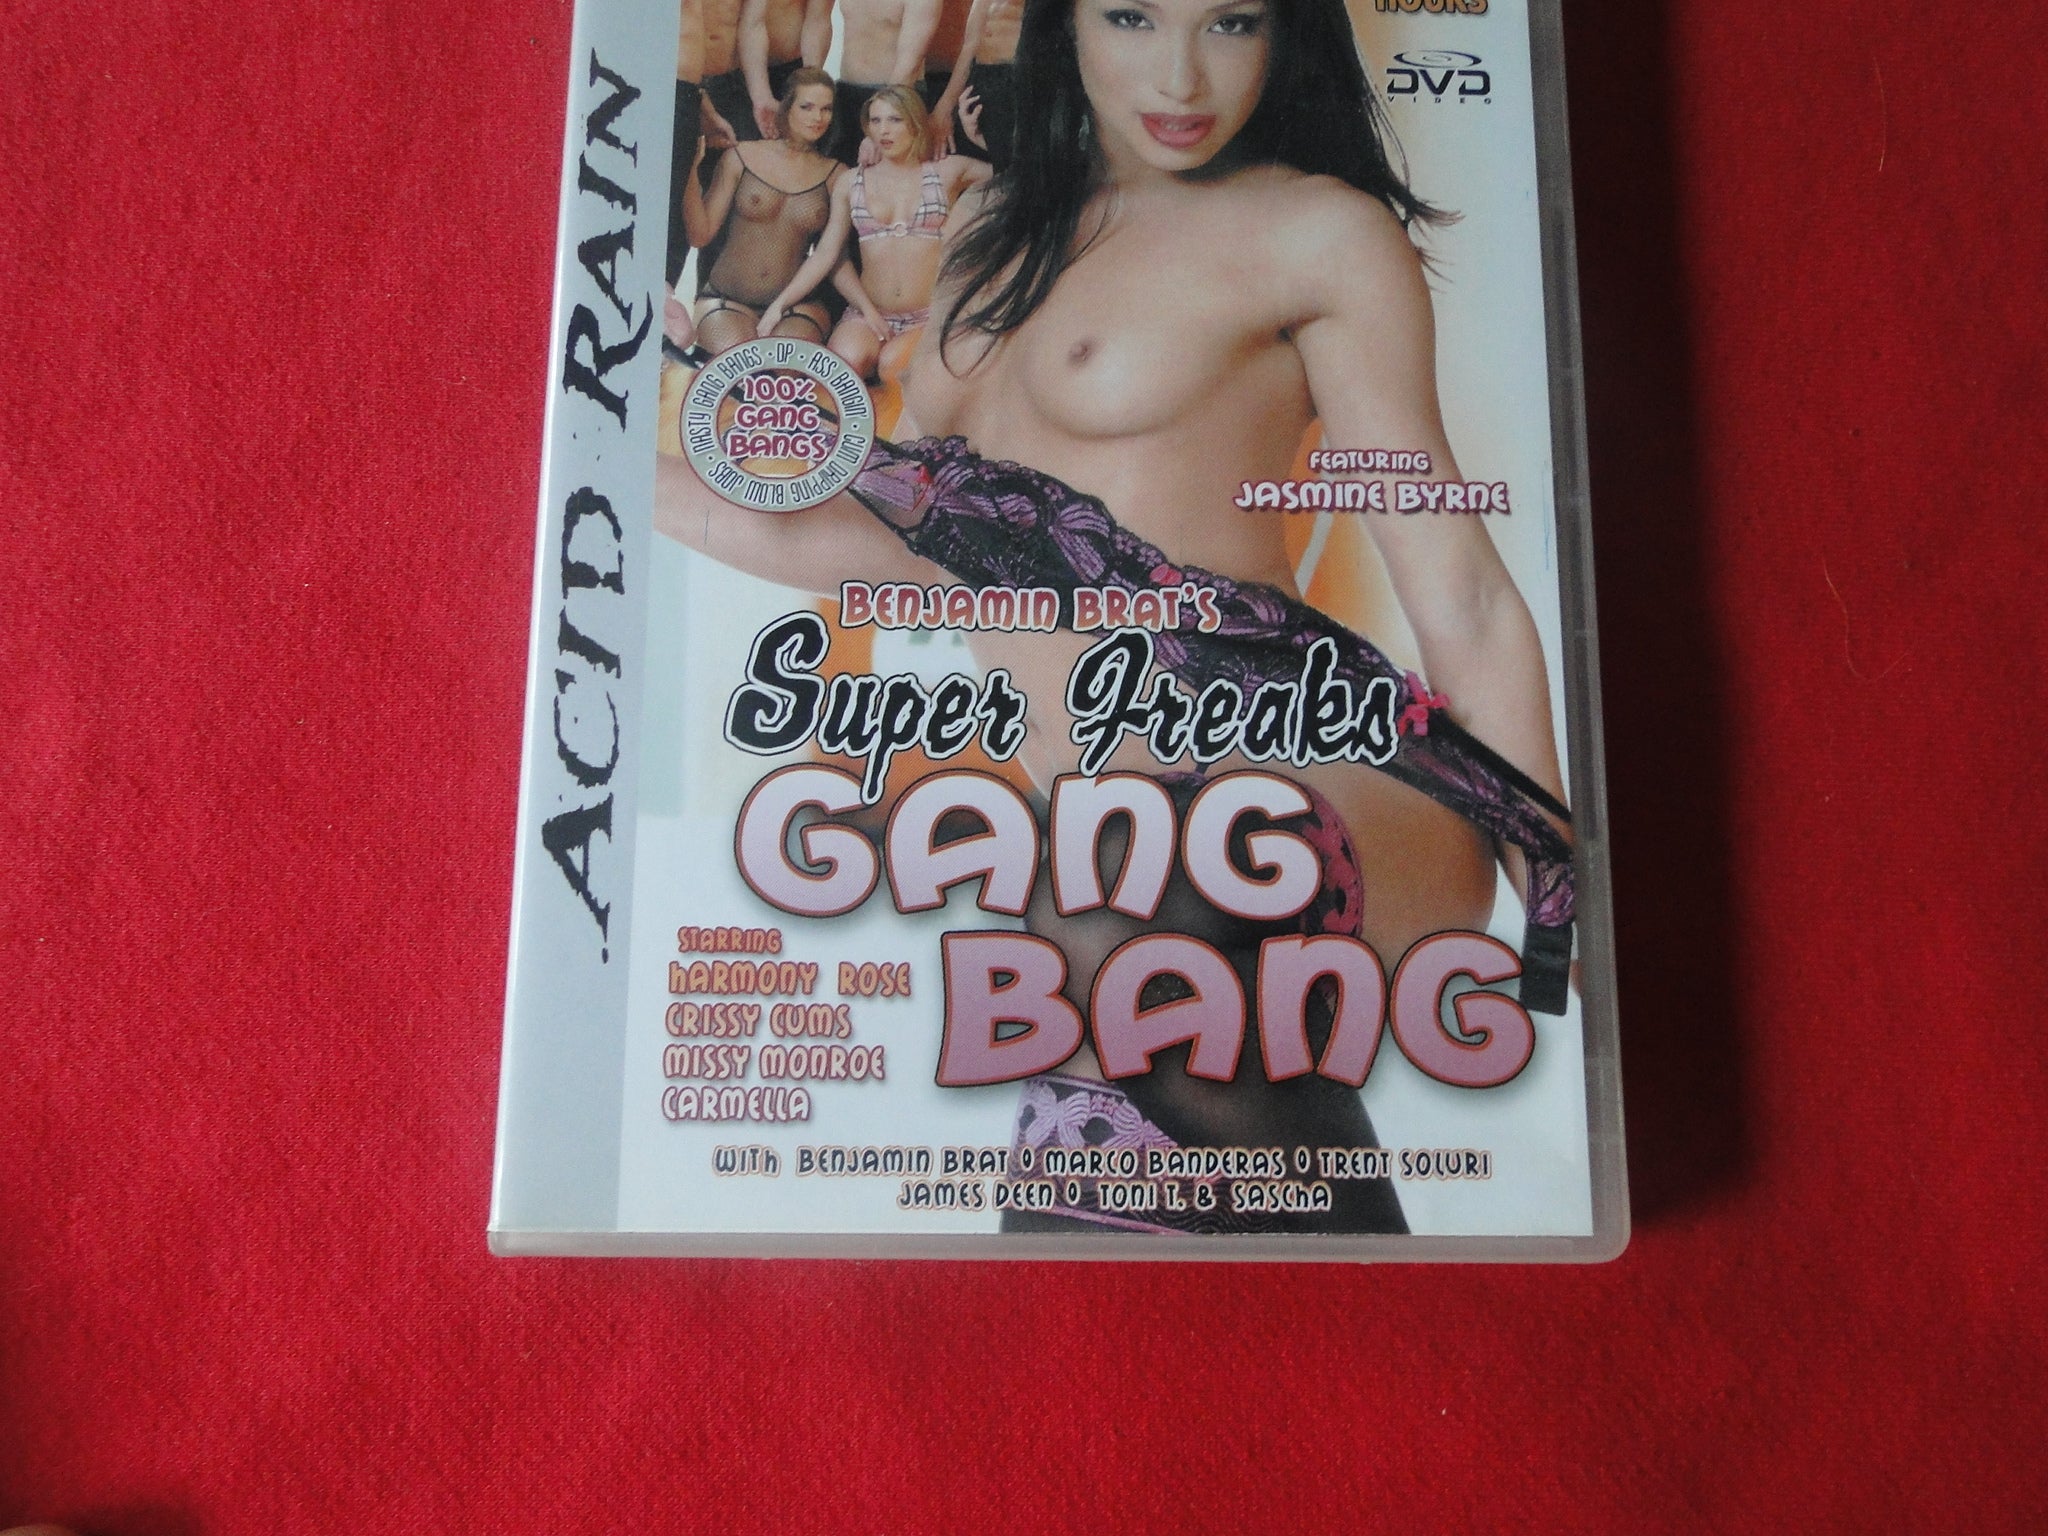 HOURS
DVD
VIDEO
ACID RAIN
NASTY GANG BANGS • DP • ASS BANGIN' • CUM DRIPPING BLOW JOBS •
100%
GANG
BANGS
FEATURING
JASMINE BYRNE
BENJAMIN BRAT'S
Super Freaks
GANG
BANG
STARRING
HARMONY ROSE
CRISSY CUMS
MISSY MONROE
CARMELLA
WITH BENJAMIN BRAT • MARCO BANDERAS • TRENT SOLURI
JAMES DEEN • TONI T. & SASCHA